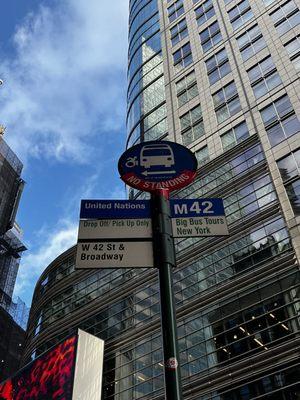 NO STANDING
United Nations
Drop Off/ Pick Up Only
W 42 St &
Broadway
M42
Big Bus Tours
New York